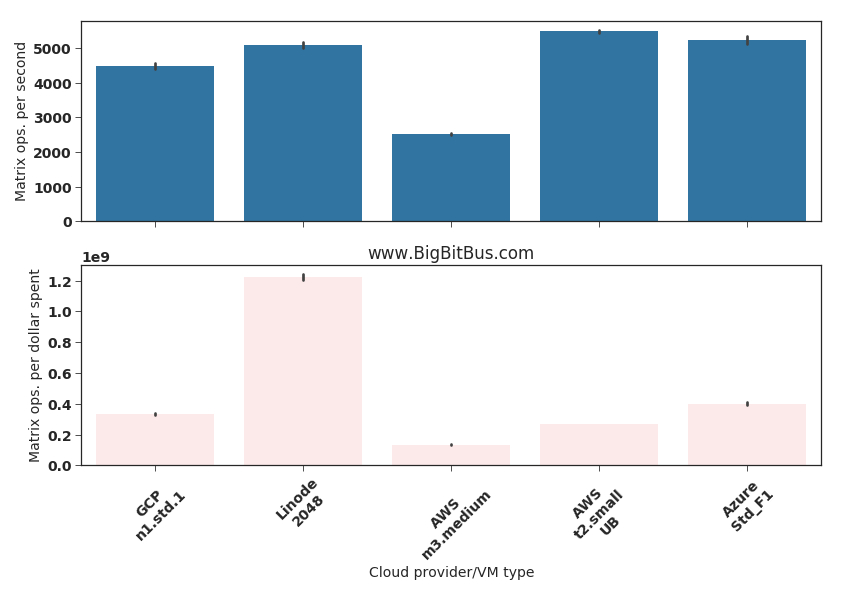 Matrix ops. per second
5000
4000
3000
2000
1000
0
www.BigBitBus.com
1e9
Matrix ops. per dollar spent
1.2
1.0
0.8
0.6
0.4
0.2
0.0
GCP
n1.std.1
Linode
2048
AWS
m3.medium
AWS
t2.small
UB
Azure
Std_F1
Cloud provider/VM type